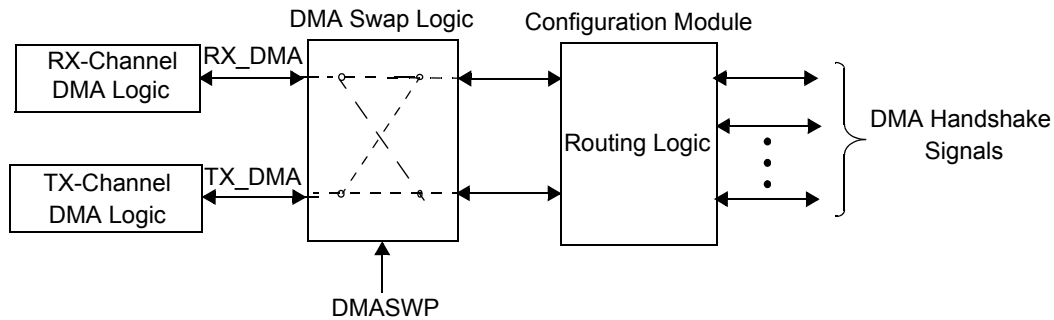 DMA Swap Logic
Configuration Module
RX-Channel
DMA Logic
RX_DMA
TX-Channel
DMA Logic
TX_DMA
Routing Logic
DMA Handshake
Signals
DMASWP